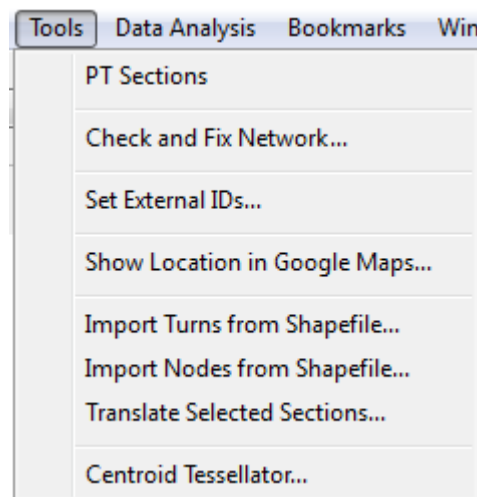 Tools Data Analysis Bookmarks Win
PT Sections
Check and Fix Network...
Set External IDs...
Show Location in Google Maps...
Import Turns from Shapefile...
Import Nodes from Shapefile...
Translate Selected Sections...
Centroid Tessellator...